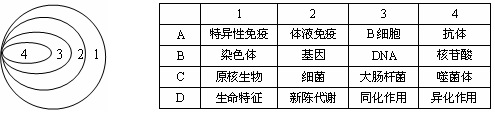 4 3 2 1
1 2 3 4
A 特异性免疫 体液免疫 B细胞 抗体
B 染色体 基因 DNA 核苷酸
C 原核生物 细菌 大肠杆菌 噬菌体
D 生命特征 新陈代谢 同化作用 异化作用